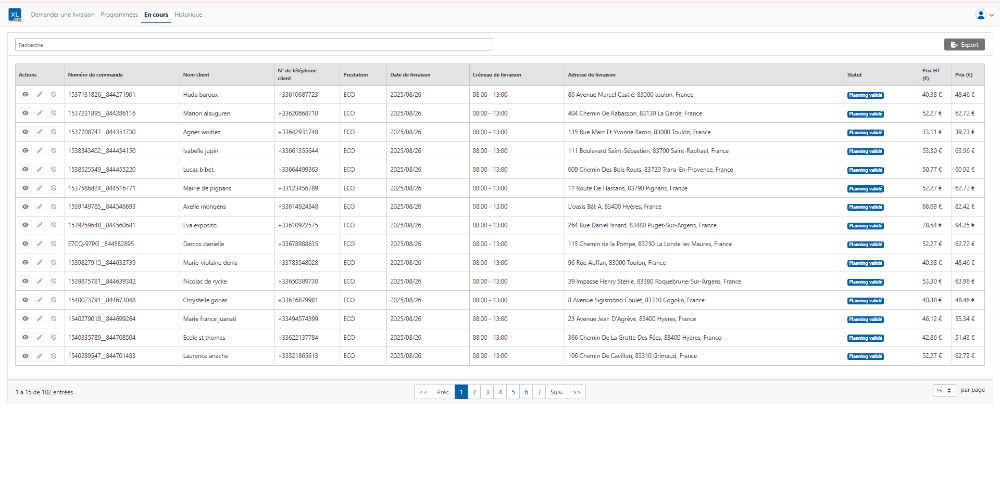 XL EDS Demander une livraison Programmées En cours Historique
Recherche Export
Actions Numéro de commande Nom client N° de téléphone client Prestation Date de livraison Créneau de livraison Adresse de livraison Statut Prix HT (€) Prix (€)
1537131826__844271901 Huda baroux +33610687723 ECO 2025/08/26 08:00 - 13:00 86 Avenue Marcel Castié, 83000 toulon, France Planning validé 40.38 € 48.46 €
1537231895__844286116 Marion alsuguren +33620668710 ECO 2025/08/26 08:00 - 13:00 404 Chemin De Rabasson, 83130 La Garde, France Planning validé 52.27 € 62.72 €
1537708747__844351730 Agnes woitiez +33642931748 ECO 2025/08/26 08:00 - 13:00 135 Rue Marc Et Yvonne Baron, 83000 Toulon, France Planning validé 33.11 € 39.73 €
1538343402__844434150 Isabelle jupin +33661355644 ECO 2025/08/26 08:00 - 13:00 111 Boulevard Saint-Sébastien, 83700 Saint-Raphaël, France Planning validé 53.30 € 63.96 €
1538525549__844455220 Lucas bibet +33664499363 ECO 2025/08/26 08:00 - 13:00 609 Chemin Des Bois Routs, 83720 Trans-En-Provence, France Planning validé 50.77 € 60.92 €
1537586824__844516771 Mairie de pignans +33123456789 ECO 2025/08/26 08:00 - 13:00 11 Route De Flassans, 83790 Pignans, France Planning validé 52.27 € 62.72 €
1539149785__844546693 Axelle mongens +33614924348 ECO 2025/08/26 08:00 - 13:00 L'oasis Bât A, 83400 Hyères, France Planning validé 68.68 € 82.42 €
1539259648__844560681 Eva exposito +33610922575 ECO 2025/08/26 08:00 - 13:00 264 Rue Daniel Isnard, 83480 Puget-Sur-Argens, France Planning validé 78.54 € 94.25 €
E7CQ-97PG__844582895 Darcos danielle +33678988635 ECO 2025/08/26 08:00 - 13:00 115 Chemin de la Pompe, 83250 La Londe les Maures, France Planning validé 52.27 € 62.72 €
1539827915__844632739 Marie-violaine denis +33783548028 ECO 2025/08/26 08:00 - 13:00 96 Rue Auffan, 83000 Toulon, France Planning validé 40.38 € 48.46 €
1539875781__844639382 Nicolas de rycke +33650389730 ECO 2025/08/26 08:00 - 13:00 39 Impasse Henry Stehle, 83380 Roquebrune-Sur-Argens, France Planning validé 53.30 € 63.96 €
1540073791__844673048 Chrystelle gorias +33616879981 ECO 2025/08/26 08:00 - 13:00 8 Avenue Sigismond Coulet, 83310 Cogolin, France Planning validé 40.38 € 48.46 €
1540279018__844699264 Marie france juanati +33494574399 ECO 2025/08/26 08:00 - 13:00 23 Avenue Jean D'Agrève, 83400 Hyères, France Planning validé 46.12 € 55.34 €
1540335789__844708504 Ecole st thomas +33622137784 ECO 2025/08/26 08:00 - 13:00 366 Chemin De La Grotte Des Fées, 83400 Hyères, France Planning validé 42.86 € 51.43 €
1540289547__844701483 Laurence anache +33321865613 ECO 2025/08/26 08:00 - 13:00 106 Chemin De Cavillon, 83310 Grimaud, France Planning validé 52.27 € 62.72 €
1 à 15 de 102 entrées << Préc. 1 2 3 4 5 6 7 Suiv. >> 15 par page